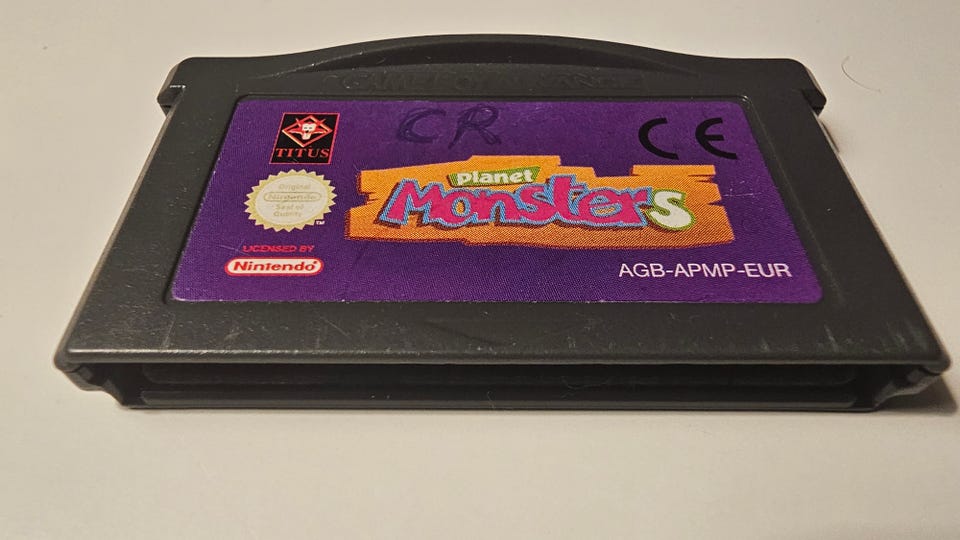 GAME BOY ADVANCE
CR
CE
TITUS
Original
Nintendo
Seal of
Quality
TM
planet
Monsters
LICENSED BY
Nintendo
AGB-APMP-EUR